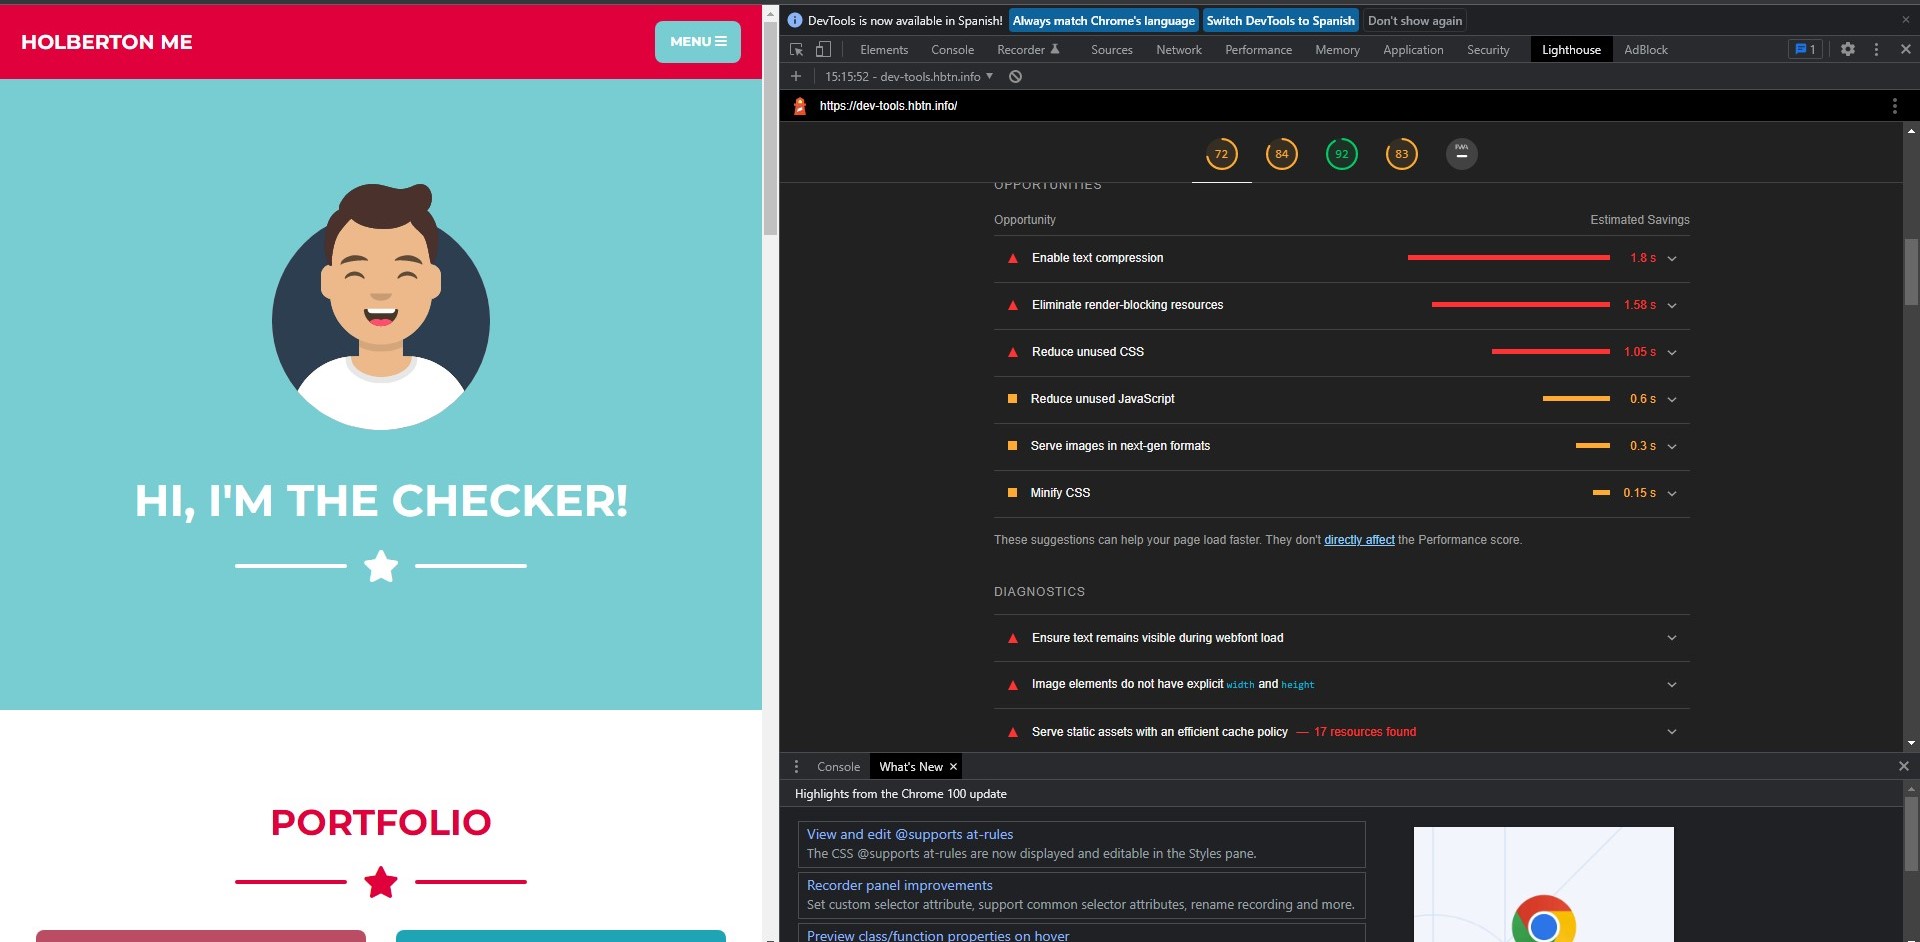 HOLBERTON ME
MENU
HI, I'M THE CHECKER!
PORTFOLIO
DevTools is now available in Spanish! Always match Chrome's language Switch DevTools to Spanish Don't show again
Elements Console Recorder Sources Network Performance Memory Application Security Lighthouse AdBlock 1
15:15:52 - dev-tools.hbtn.info
https://dev-tools.hbtn.info/
72 84 92 83 PWA
OPPORTUNITIES
Opportunity Estimated Savings
Enable text compression 1.8 s
Eliminate render-blocking resources 1.58 s
Reduce unused CSS 1.05 s
Reduce unused JavaScript 0.6 s
Serve images in next-gen formats 0.3 s
Minify CSS 0.15 s
These suggestions can help your page load faster. They don't directly affect the Performance score.
DIAGNOSTICS
Ensure text remains visible during webfont load
Image elements do not have explicit width and height
Serve static assets with an efficient cache policy — 17 resources found
Console What's New
Highlights from the Chrome 100 update
View and edit @supports at-rules
The CSS @supports at-rules are now displayed and editable in the Styles pane.
Recorder panel improvements
Set custom selector attribute, support common selector attributes, rename recording and more.
Preview class/function properties on hover